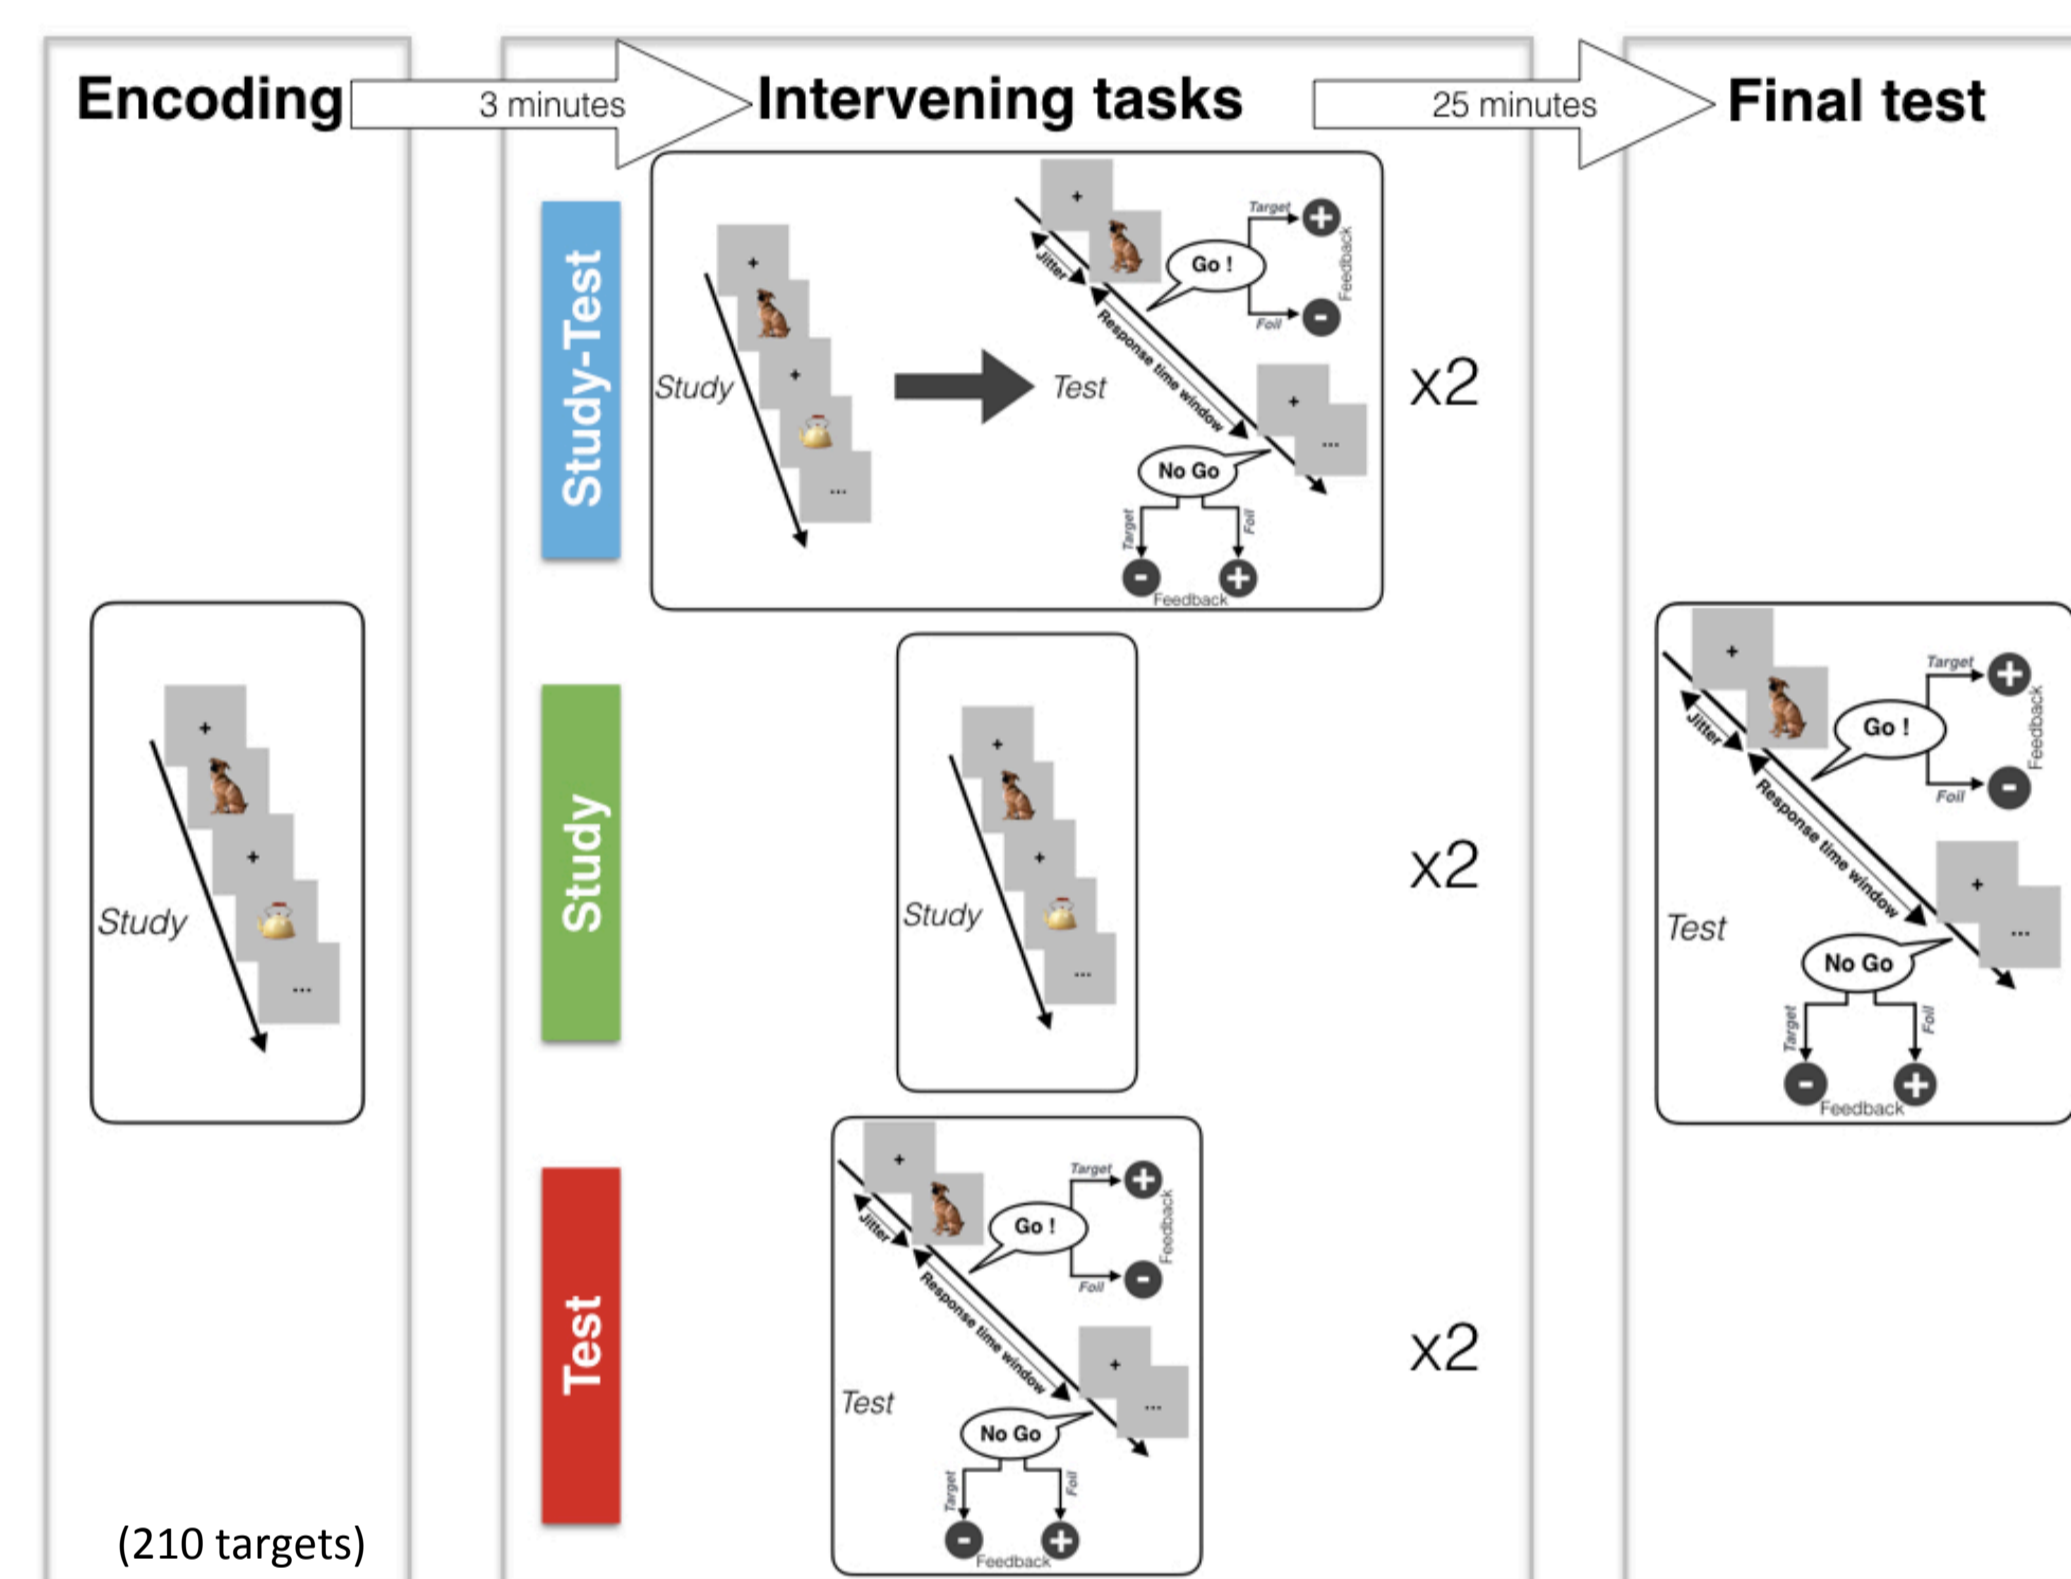 Encoding
3 minutes
Intervening tasks
25 minutes
Final test
Study-Test
+
+
...
Study
+
Jitter
Response time window
Go !
Target
+
Foil
-
Feedback
+
...
Test
No Go
Target
-
Foil
+
Feedback
x2
Study
+
+
...
Study
x2
Test
+
Jitter
Response time window
Go !
Target
+
Foil
-
Feedback
+
...
Test
No Go
Target
-
Foil
+
Feedback
x2
+
+
...
Study
(210 targets)
+
Jitter
Response time window
Go !
Target
+
Foil
-
Feedback
+
...
Test
No Go
Target
-
Foil
+
Feedback